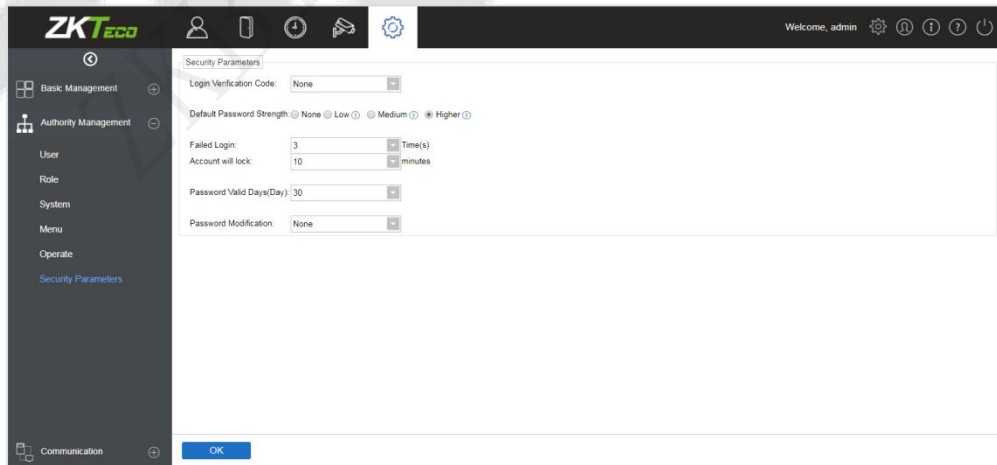 ZKTECO
Welcome, admin
Basic Management
Authority Management
User
Role
System
Menu
Operate
Security Parameters
Communication
Security Parameters
Login Verification Code: None
Default Password Strength: None Low Medium Higher
Failed Login: 3 Time(s)
Account will lock: 10 minutes
Password Valid Days(Day): 30
Password Modification: None
OK